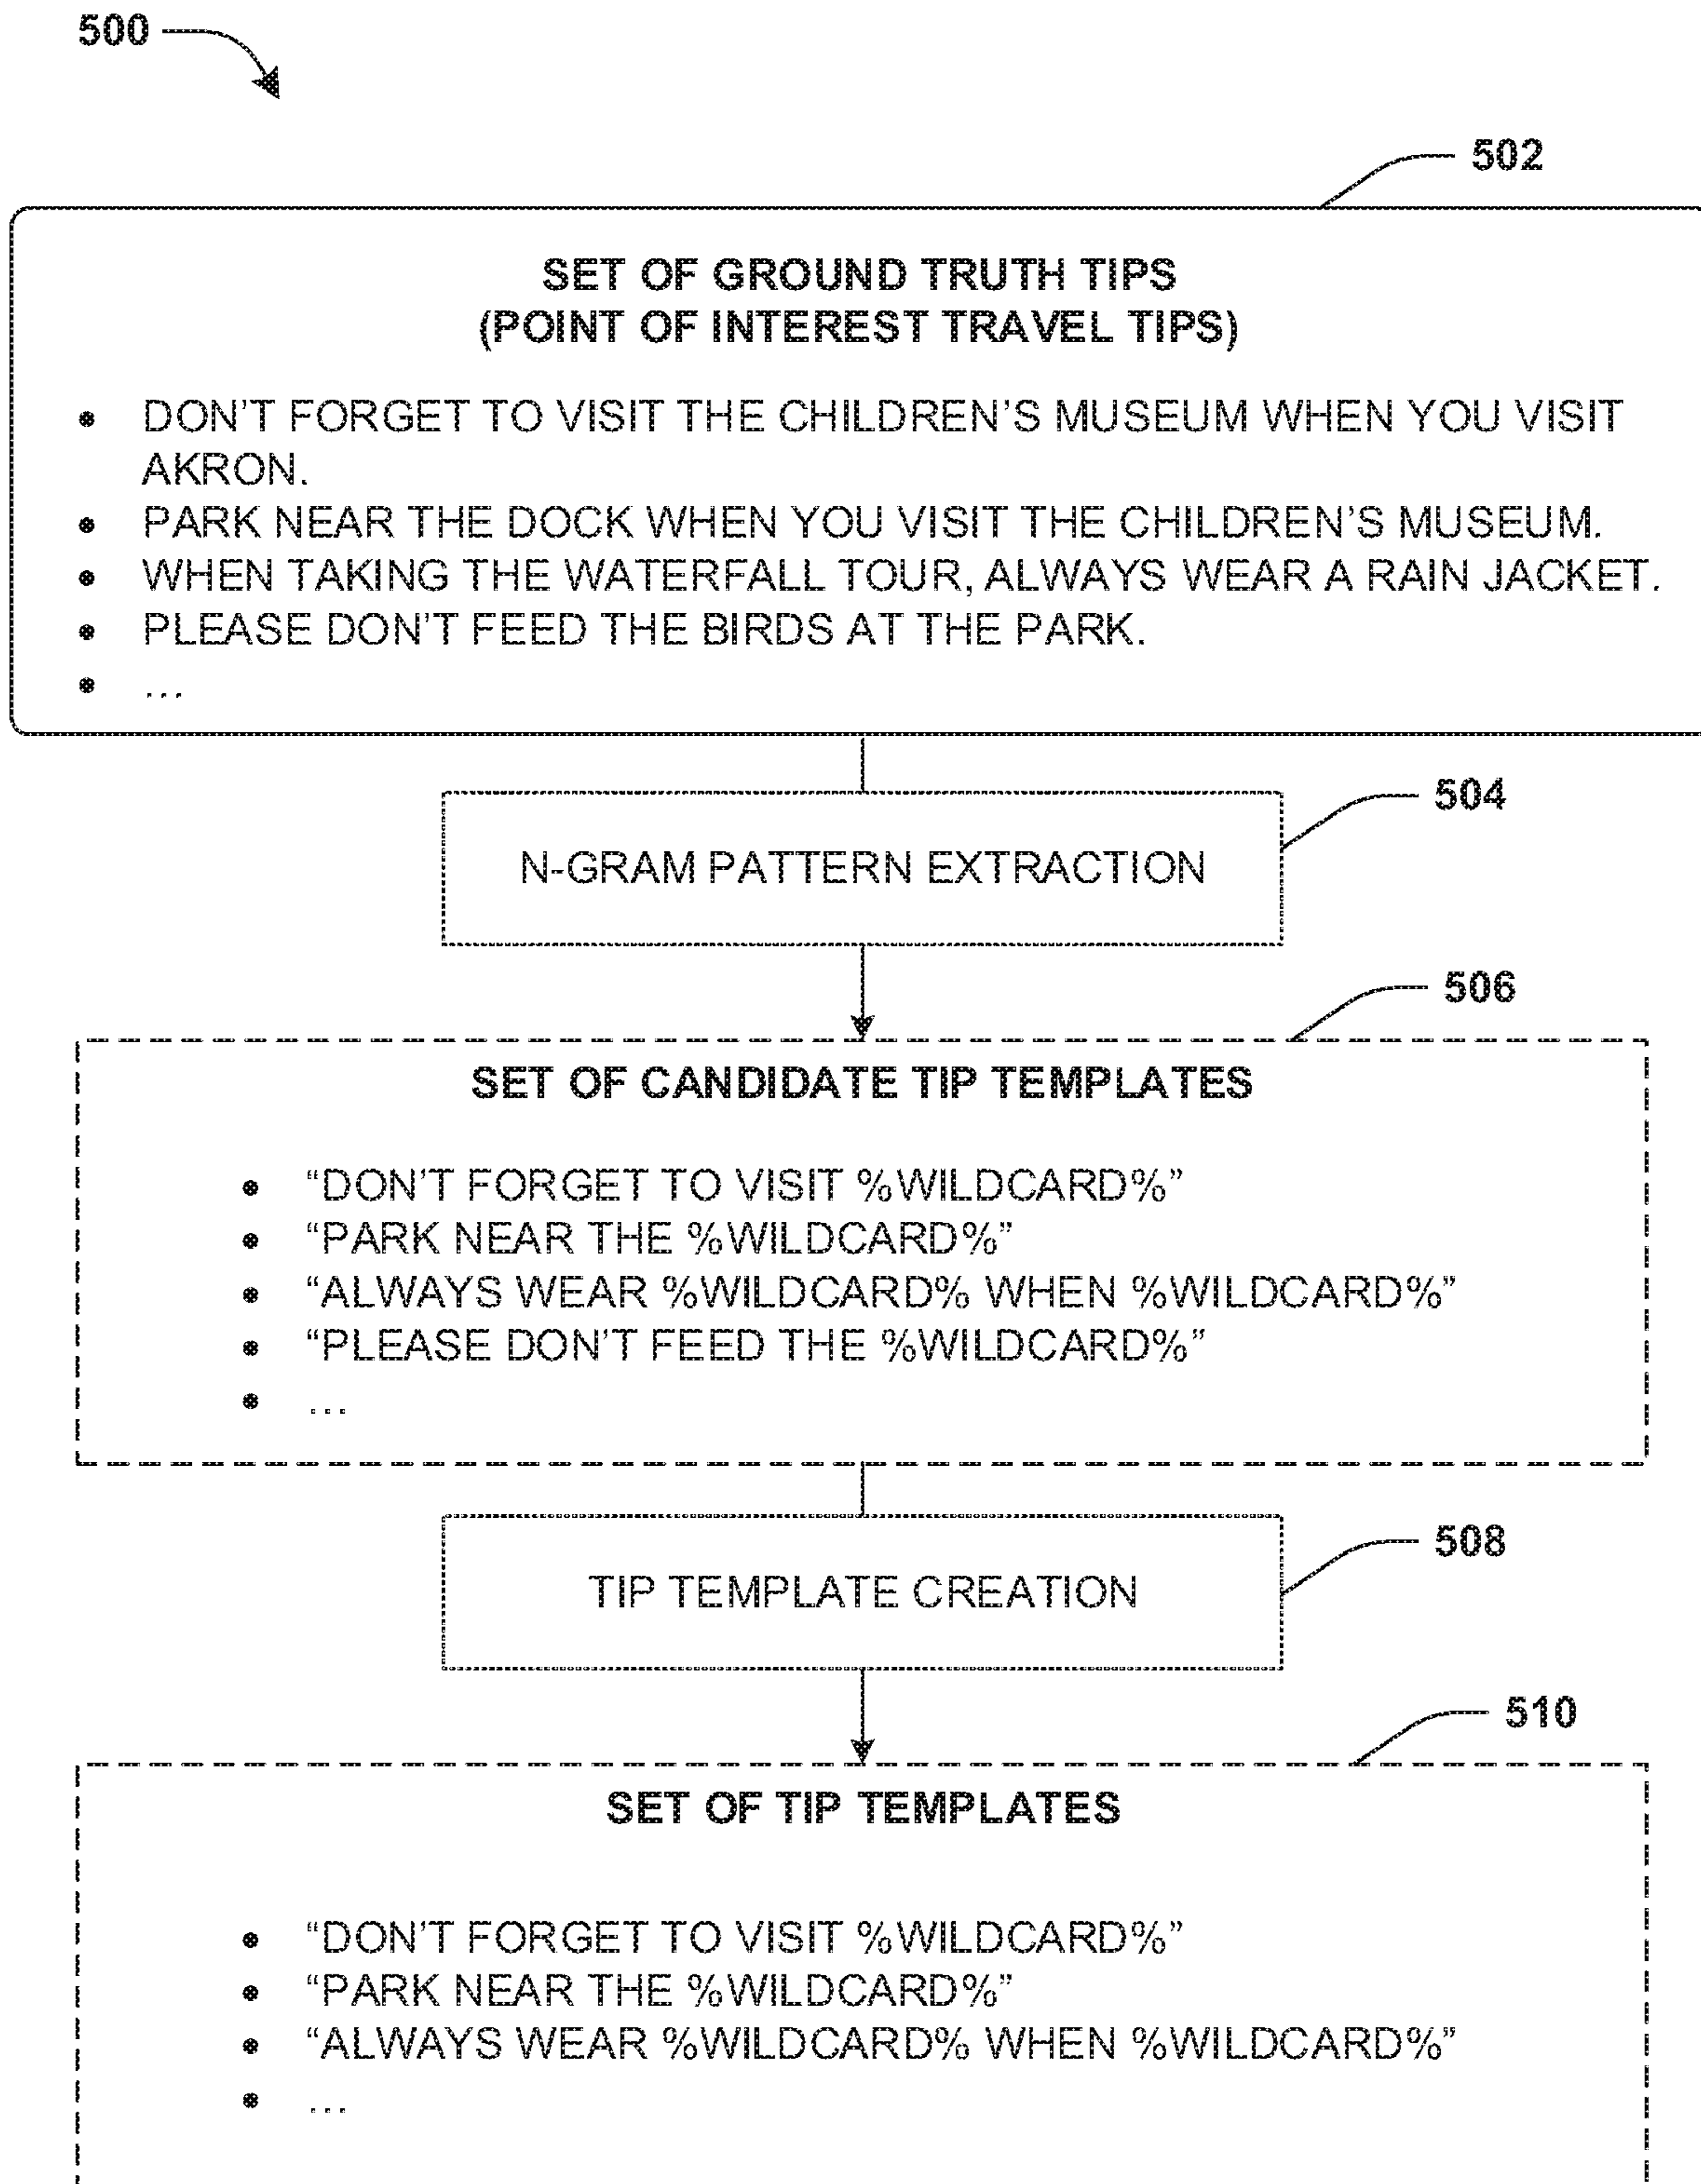 500
502
SET OF GROUND TRUTH TIPS
(POINT OF INTEREST TRAVEL TIPS)
• DON'T FORGET TO VISIT THE CHILDREN'S MUSEUM WHEN YOU VISIT
AKRON.
• PARK NEAR THE DOCK WHEN YOU VISIT THE CHILDREN'S MUSEUM.
• WHEN TAKING THE WATERFALL TOUR, ALWAYS WEAR A RAIN JACKET.
• PLEASE DON'T FEED THE BIRDS AT THE PARK.
• ...
504
N-GRAM PATTERN EXTRACTION
506
SET OF CANDIDATE TIP TEMPLATES
• “DON'T FORGET TO VISIT %WILDCARD%”
• “PARK NEAR THE %WILDCARD%”
• “ALWAYS WEAR %WILDCARD% WHEN %WILDCARD%”
• “PLEASE DON'T FEED THE %WILDCARD%”
• ...
508
TIP TEMPLATE CREATION
510
SET OF TIP TEMPLATES
• “DON'T FORGET TO VISIT %WILDCARD%”
• “PARK NEAR THE %WILDCARD%”
• “ALWAYS WEAR %WILDCARD% WHEN %WILDCARD%”
• ...